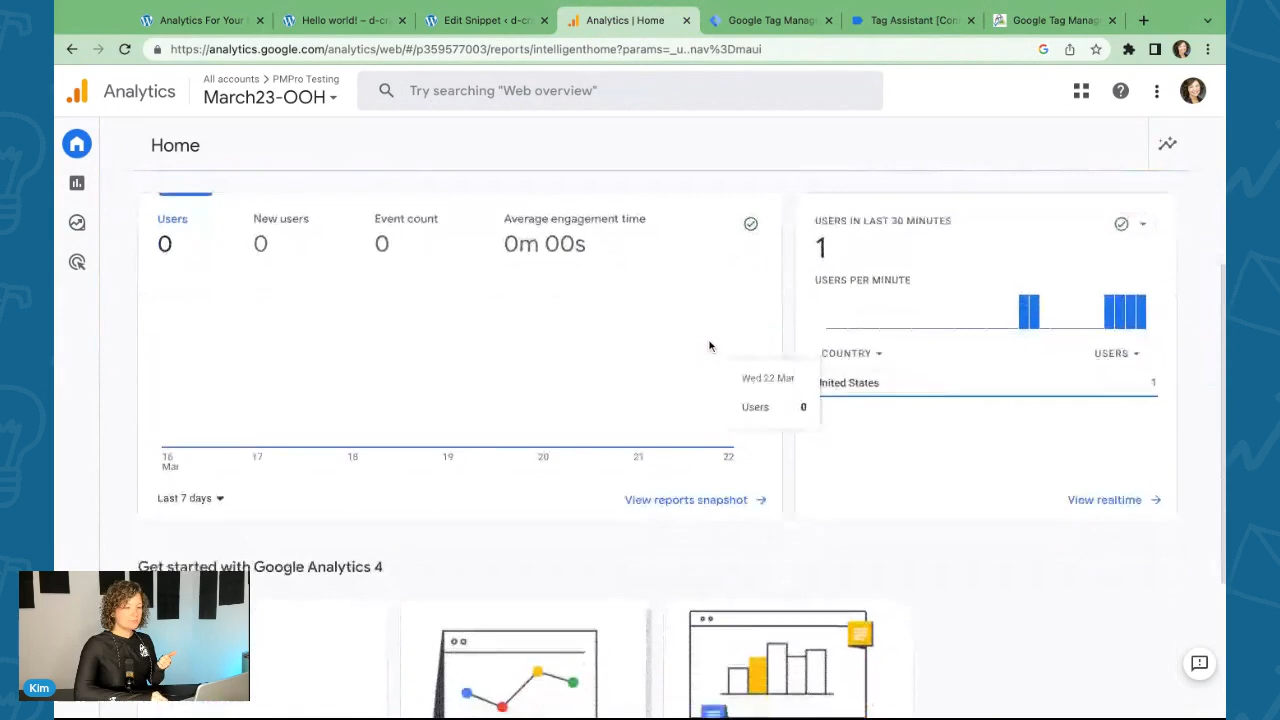 Analytics For Your
Hello world! – d-cr
Edit Snippet ‹ d-cr
Analytics | Home
Google Tag Manag
Tag Assistant [Conn
Google Tag Manag
https://analytics.google.com/analytics/web/#/p359577003/reports/intelligenthome?params=_u..nav%3Dmaui
Analytics
All accounts > PMPro Testing
March23-OOH
Try searching "Web overview"
Home
Users
0
New users
0
Event count
0
Average engagement time
0m 00s
USERS IN LAST 30 MINUTES
1
USERS PER MINUTE
COUNTRY
USERS
United States
1
Wed 22 Mar
Users 0
16
Mar
17
18
19
20
21
22
Last 7 days
View reports snapshot
View realtime
Get started with Google Analytics 4
Kim